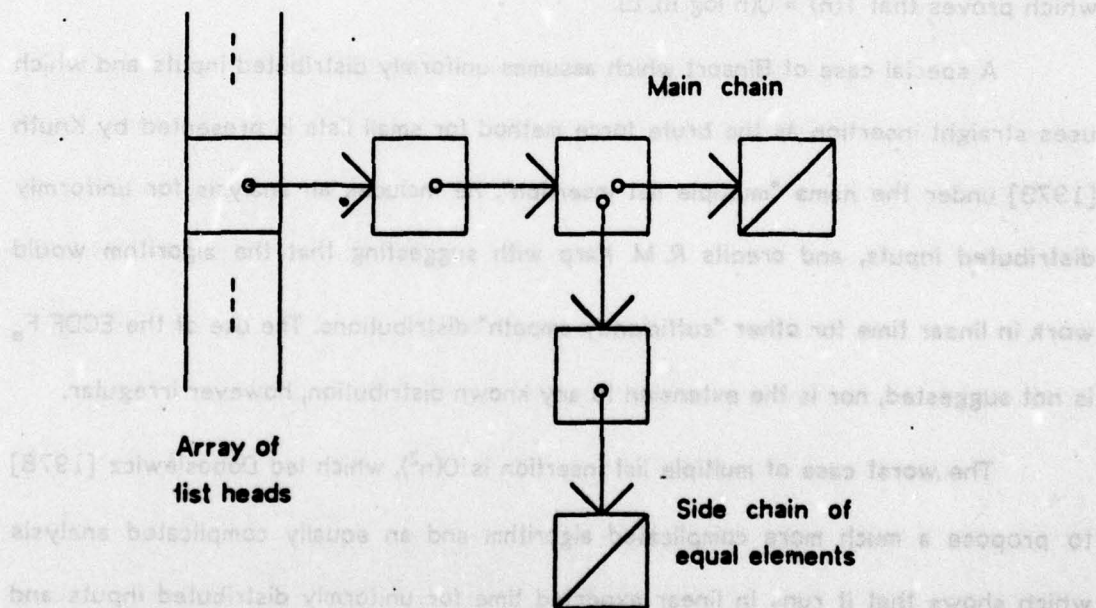 which proves that T(n) = O(n log n). □
A special case of Binsort which assumes uniformly distributed inputs and which
Main chain
uses straight insertion as the brute force method for small lists is presented by Knuth
[1973] under the name "multiple list insertion". He includes an analysis for uniformly
distributed inputs, and credits R. M. Karp with suggesting that the algorithm would
work in linear time for other "sufficiently smooth" distributions. The use of the ECDF
is not suggested, nor is the extension to any known distribution, however irregular.
Array of
list heads
The worst case of multiple list insertion is O(n²), which led Dobosiewicz [1978]
Side chain of
to propose a much more complicated algorithm and an equally complicated analysis
equal elements
which shows that it runs in linear expected time for uniformly distributed inputs and